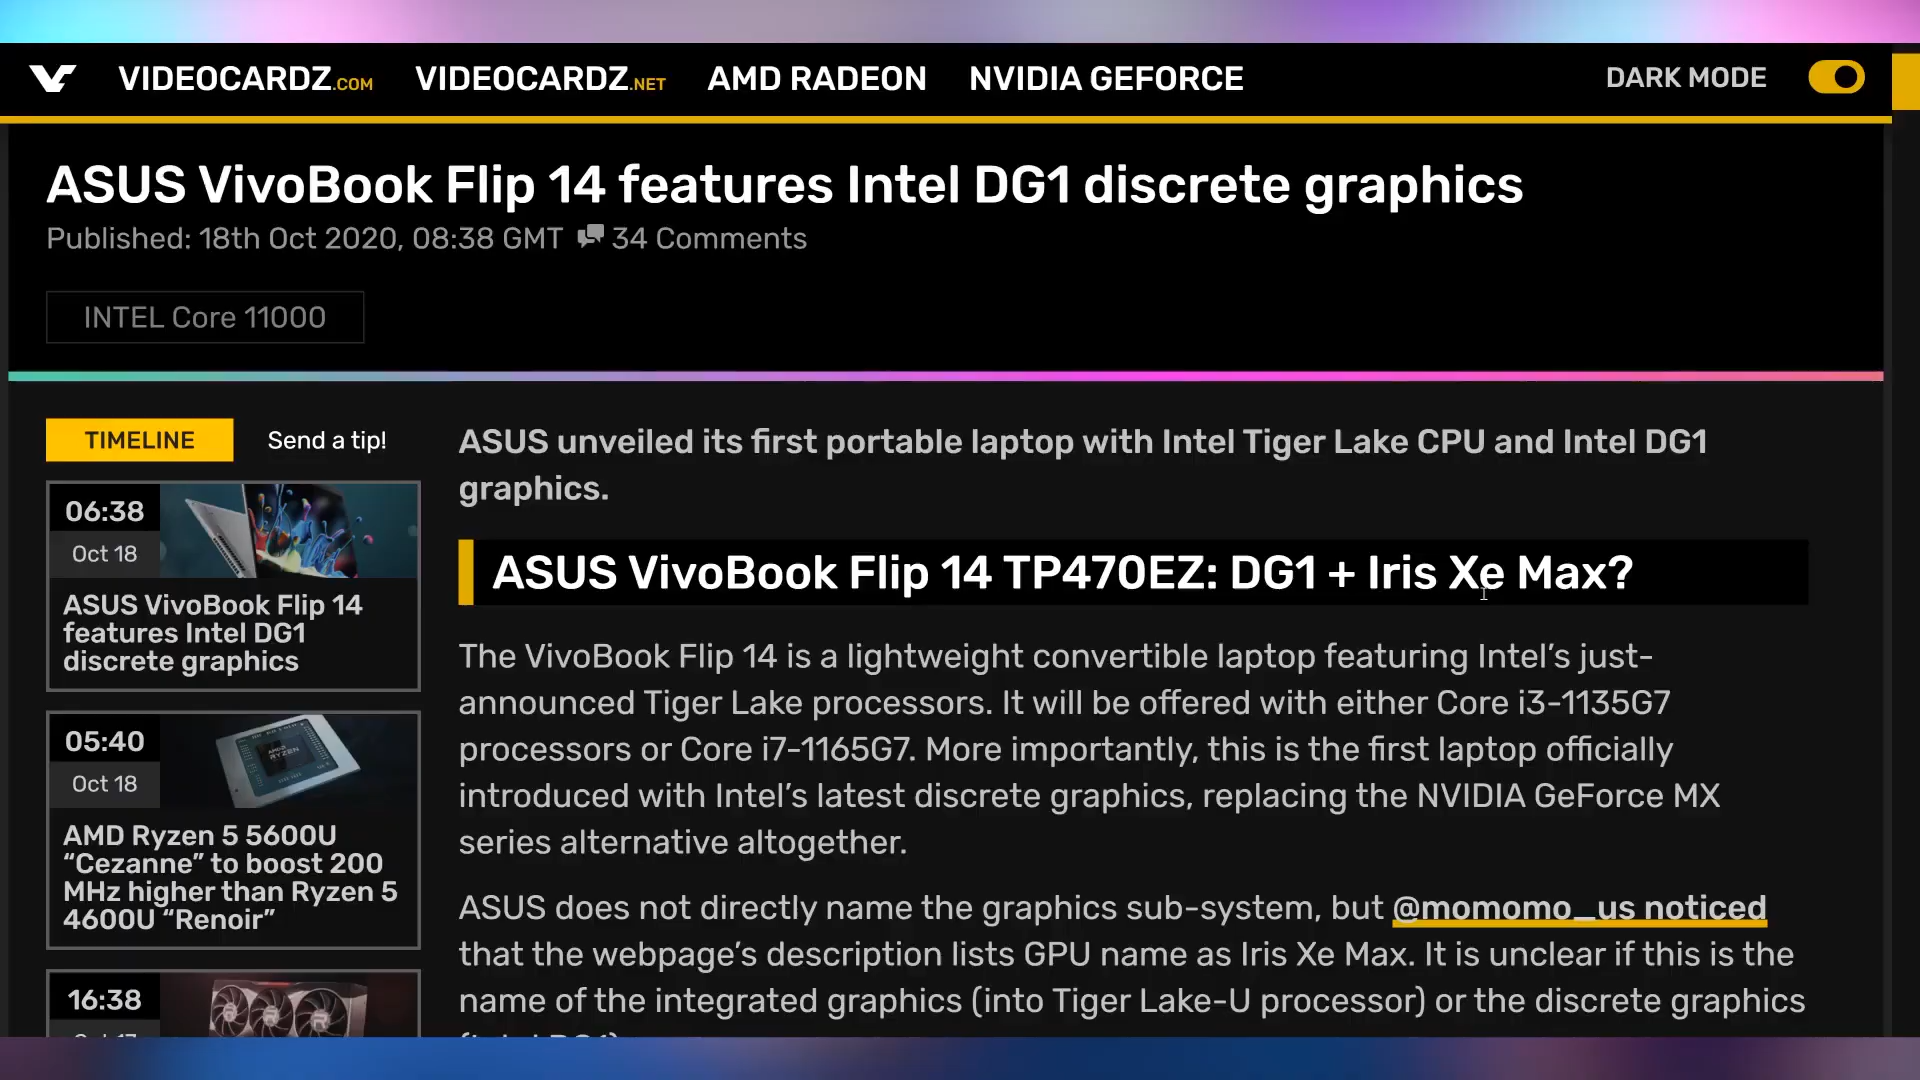 VIDEOCARDZ.COM VIDEOCARDZ.NET AMD RADEON NVIDIA GEFORCE DARK MODE
ASUS VivoBook Flip 14 features Intel DG1 discrete graphics
Published: 18th Oct 2020, 08:38 GMT 34 Comments
INTEL Core 11000
TIMELINE Send a tip!
06:38
Oct 18
ASUS VivoBook Flip 14
features Intel DG1
discrete graphics
05:40
Oct 18
AMD Ryzen 5 5600U
“Cezanne” to boost 200
MHz higher than Ryzen 5
4600U “Renoir”
16:38
ASUS unveiled its first portable laptop with Intel Tiger Lake CPU and Intel DG1
graphics.
ASUS VivoBook Flip 14 TP470EZ: DG1 + Iris Xe Max?
The VivoBook Flip 14 is a lightweight convertible laptop featuring Intel’s just-
announced Tiger Lake processors. It will be offered with either Core i3-1135G7
processors or Core i7-1165G7. More importantly, this is the first laptop officially
introduced with Intel’s latest discrete graphics, replacing the NVIDIA GeForce MX
series alternative altogether.
ASUS does not directly name the graphics sub-system, but @momomo_us noticed
that the webpage’s description lists GPU name as Iris Xe Max. It is unclear if this is the
name of the integrated graphics (into Tiger Lake-U processor) or the discrete graphics